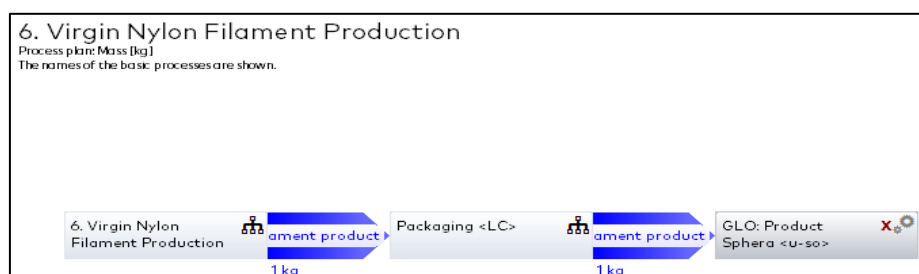 6. Virgin Nylon Filament Production
Process plan: Mass [kg]
The names of the basic processes are shown.
6. Virgin Nylon
Filament Production
ament product
1 kg
Packaging <LC>
ament product
1 kg
GLO: Product
Sphera <u-so>
X